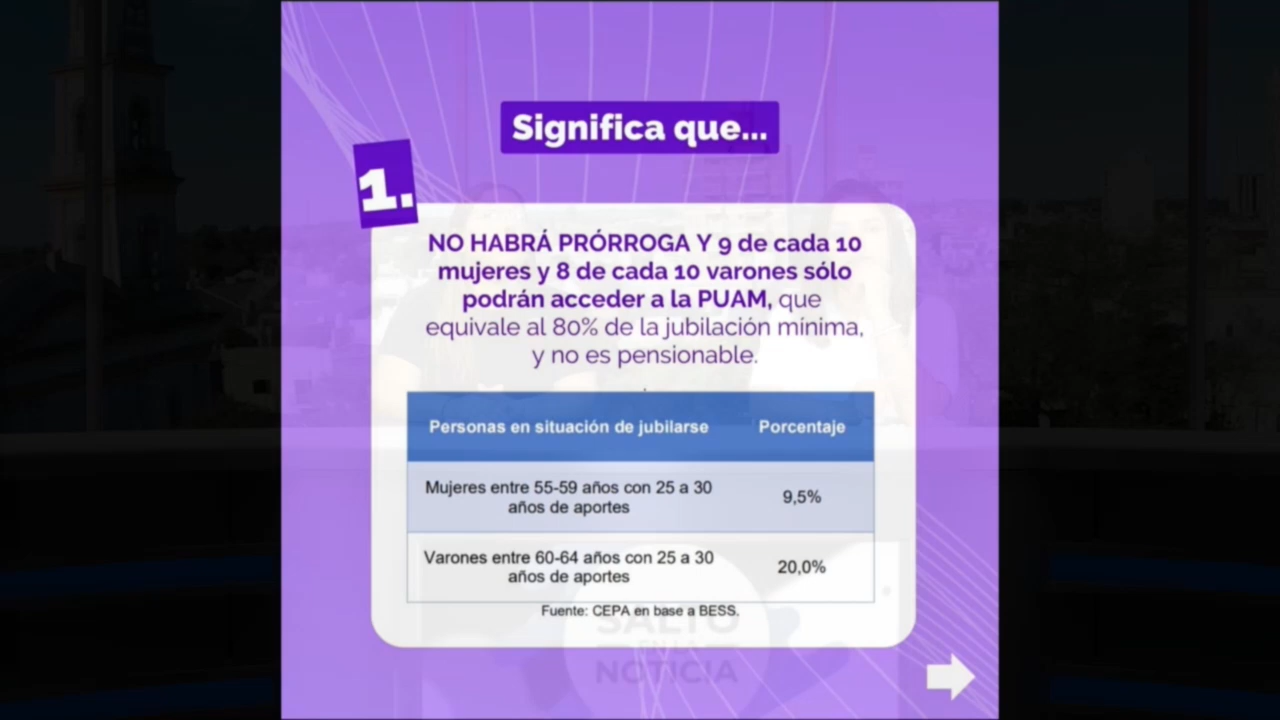 Significa que...
1.
NO HABRÁ PRÓRROGA Y 9 de cada 10
mujeres y 8 de cada 10 varones sólo
podrán acceder a la PUAM, que
equivale al 80% de la jubilación mínima,
y no es pensionable.
Personas en situación de jubilarse Porcentaje
Mujeres entre 55-59 años con 25 a 30
años de aportes
9,5%
Varones entre 60-64 años con 25 a 30
años de aportes
20,0%
Fuente: CEPA en base a BESS.
SALTO
EN LA
NOTICIA